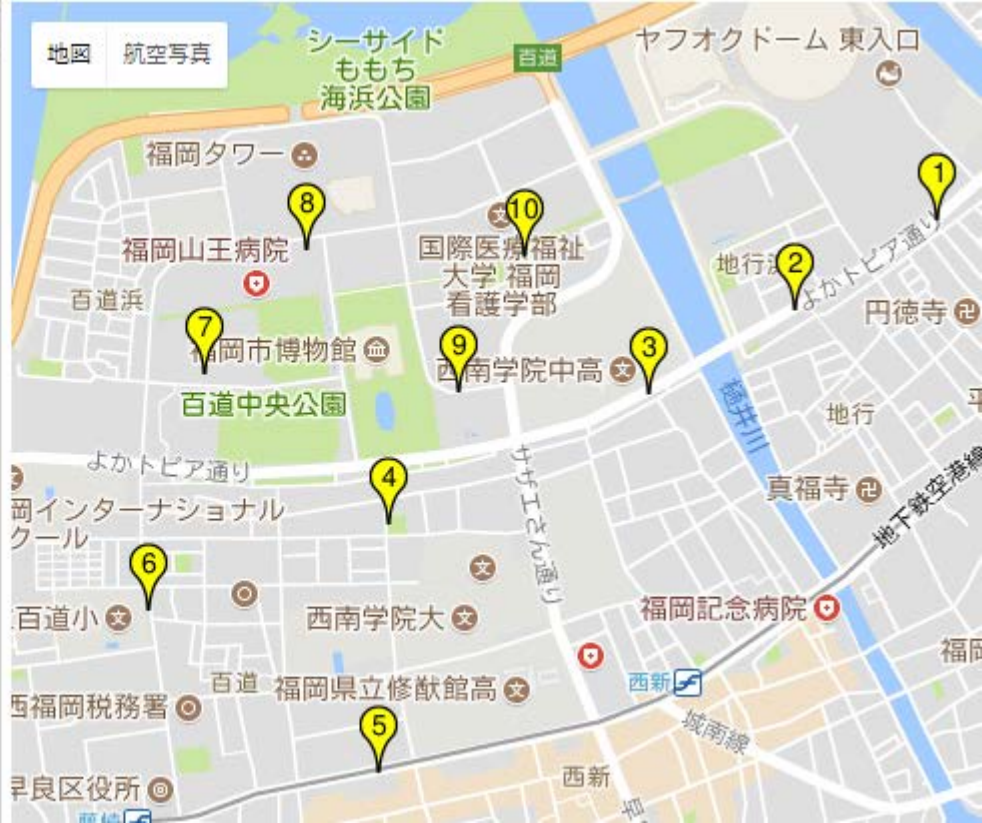 地図
航空写真
シーサイド
ももち
海浜公園
百道
ヤフオクドーム 東入口
福岡タワー
1
8
10
福岡山王病院
国際医療福祉
大学 福岡
看護学部
地行
2
よかトピア通り
円徳寺
百道浜
7
福岡市博物館
9
西南学院中高
3
百道中央公園
樋井川
地行
平
よかトピア通り
4
サザエさん通り
真福寺
地下鉄空港線
岡インターナショナル
クール
6
百道小
西南学院大
福岡記念病院
福岡
百道
福岡県立修猷館高
西新
西福岡税務署
5
城南線
早良区役所
西新
早
藤崎